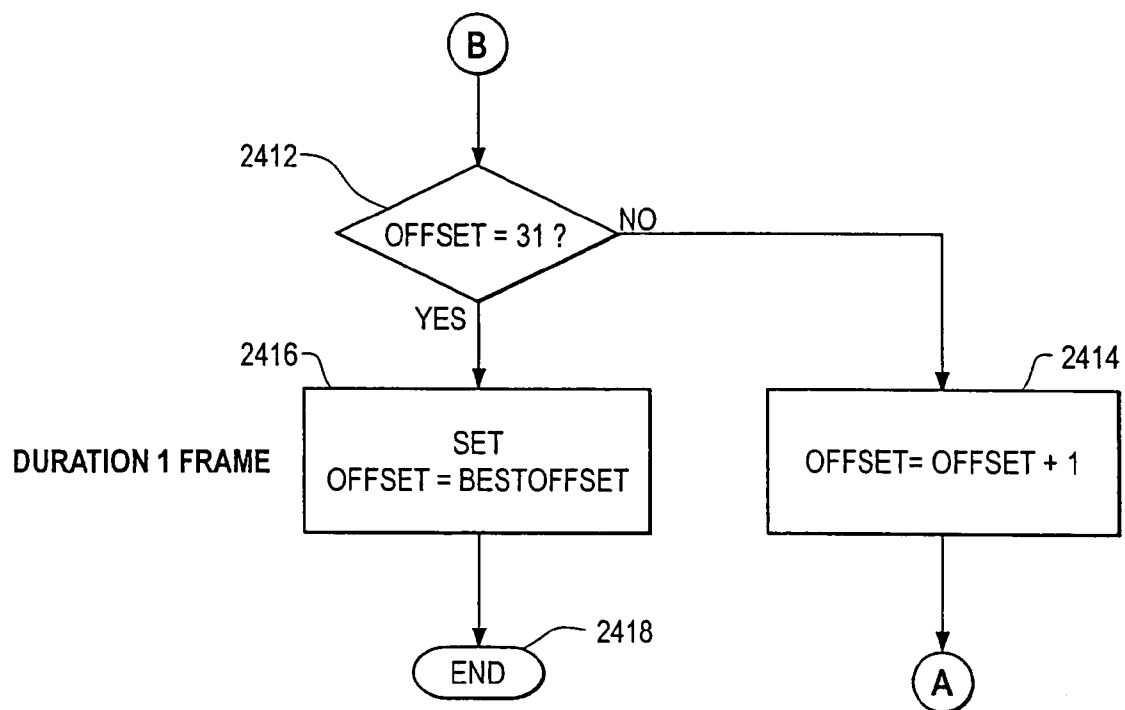 B
2412
OFFSET = 31 ?
NO
YES
2416
2414
DURATION 1 FRAME
SET
OFFSET = BESTOFFSET
OFFSET= OFFSET + 1
2418
END
A